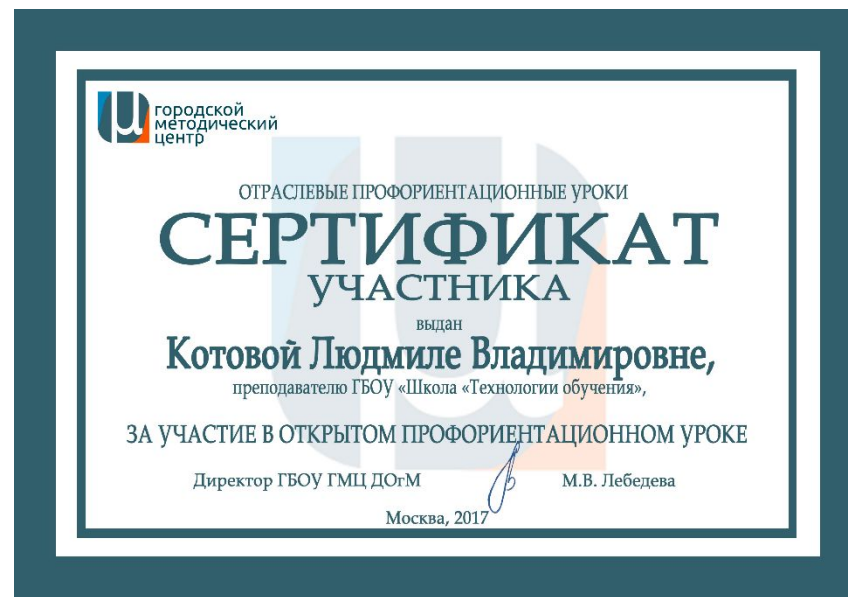 городской
методический
центр
ОТРАСЛЕВЫЕ ПРОФОРИЕНТАЦИОННЫЕ УРОКИ
СЕРТИФИКАТ
УЧАСТНИКА
выдан
Котовой Людмиле Владимировне,
преподавателю ГБОУ «Школа «Технологии обучения»,
ЗА УЧАСТИЕ В ОТКРЫТОМ ПРОФОРИЕНТАЦИОННОМ УРОКЕ
Директор ГБОУ ГМЦ ДОгМ М.В. Лебедева
Москва, 2017